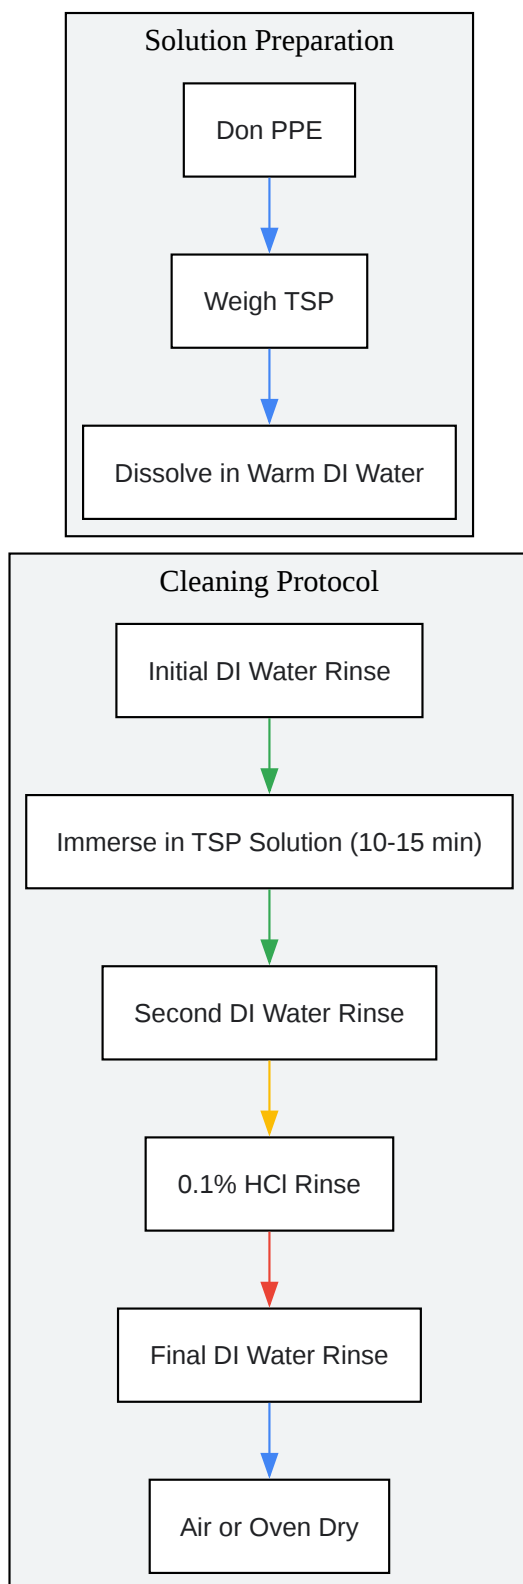 Solution Preparation
Don PPE
Weigh TSP
Dissolve in Warm DI Water
Cleaning Protocol
Initial DI Water Rinse
Immerse in TSP Solution (10-15 min)
Second DI Water Rinse
0.1% HCl Rinse
Final DI Water Rinse
Air or Oven Dry